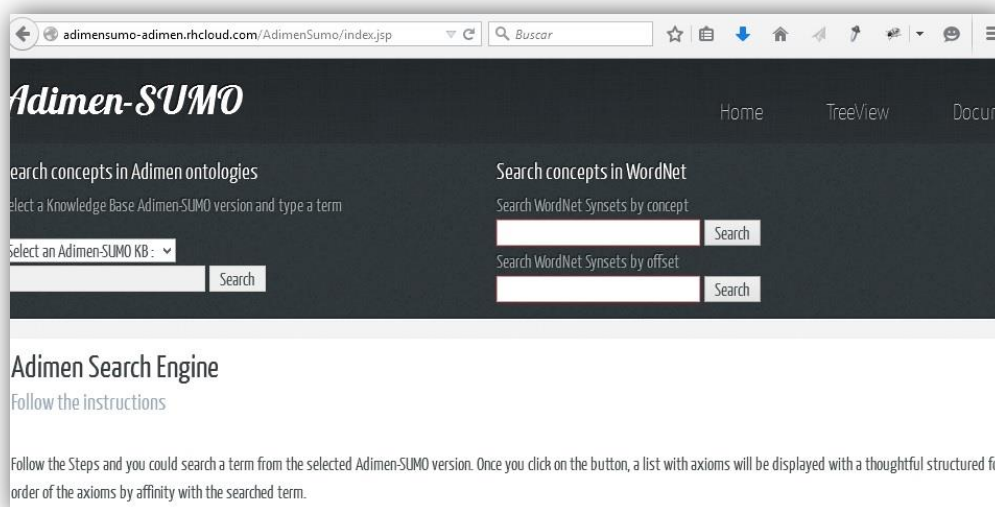 adimensumo-adimen.rhcloud.com/AdimenSumo/index.jsp
Buscar
Adimen-SUMO
Home TreeView Docum
earch concepts in Adimen ontologies
elect a Knowledge Base Adimen-SUMO version and type a term
Select an Adimen-SUMO KB :
Search
Search concepts in WordNet
Search WordNet Synsets by concept
Search
Search WordNet Synsets by offset
Search
Adimen Search Engine
Follow the instructions
Follow the Steps and you could search a term from the selected Adimen-SUMO version. Once you click on the button, a list with axioms will be displayed with a thoughtful structured fo
order of the axioms by affinity with the searched term.